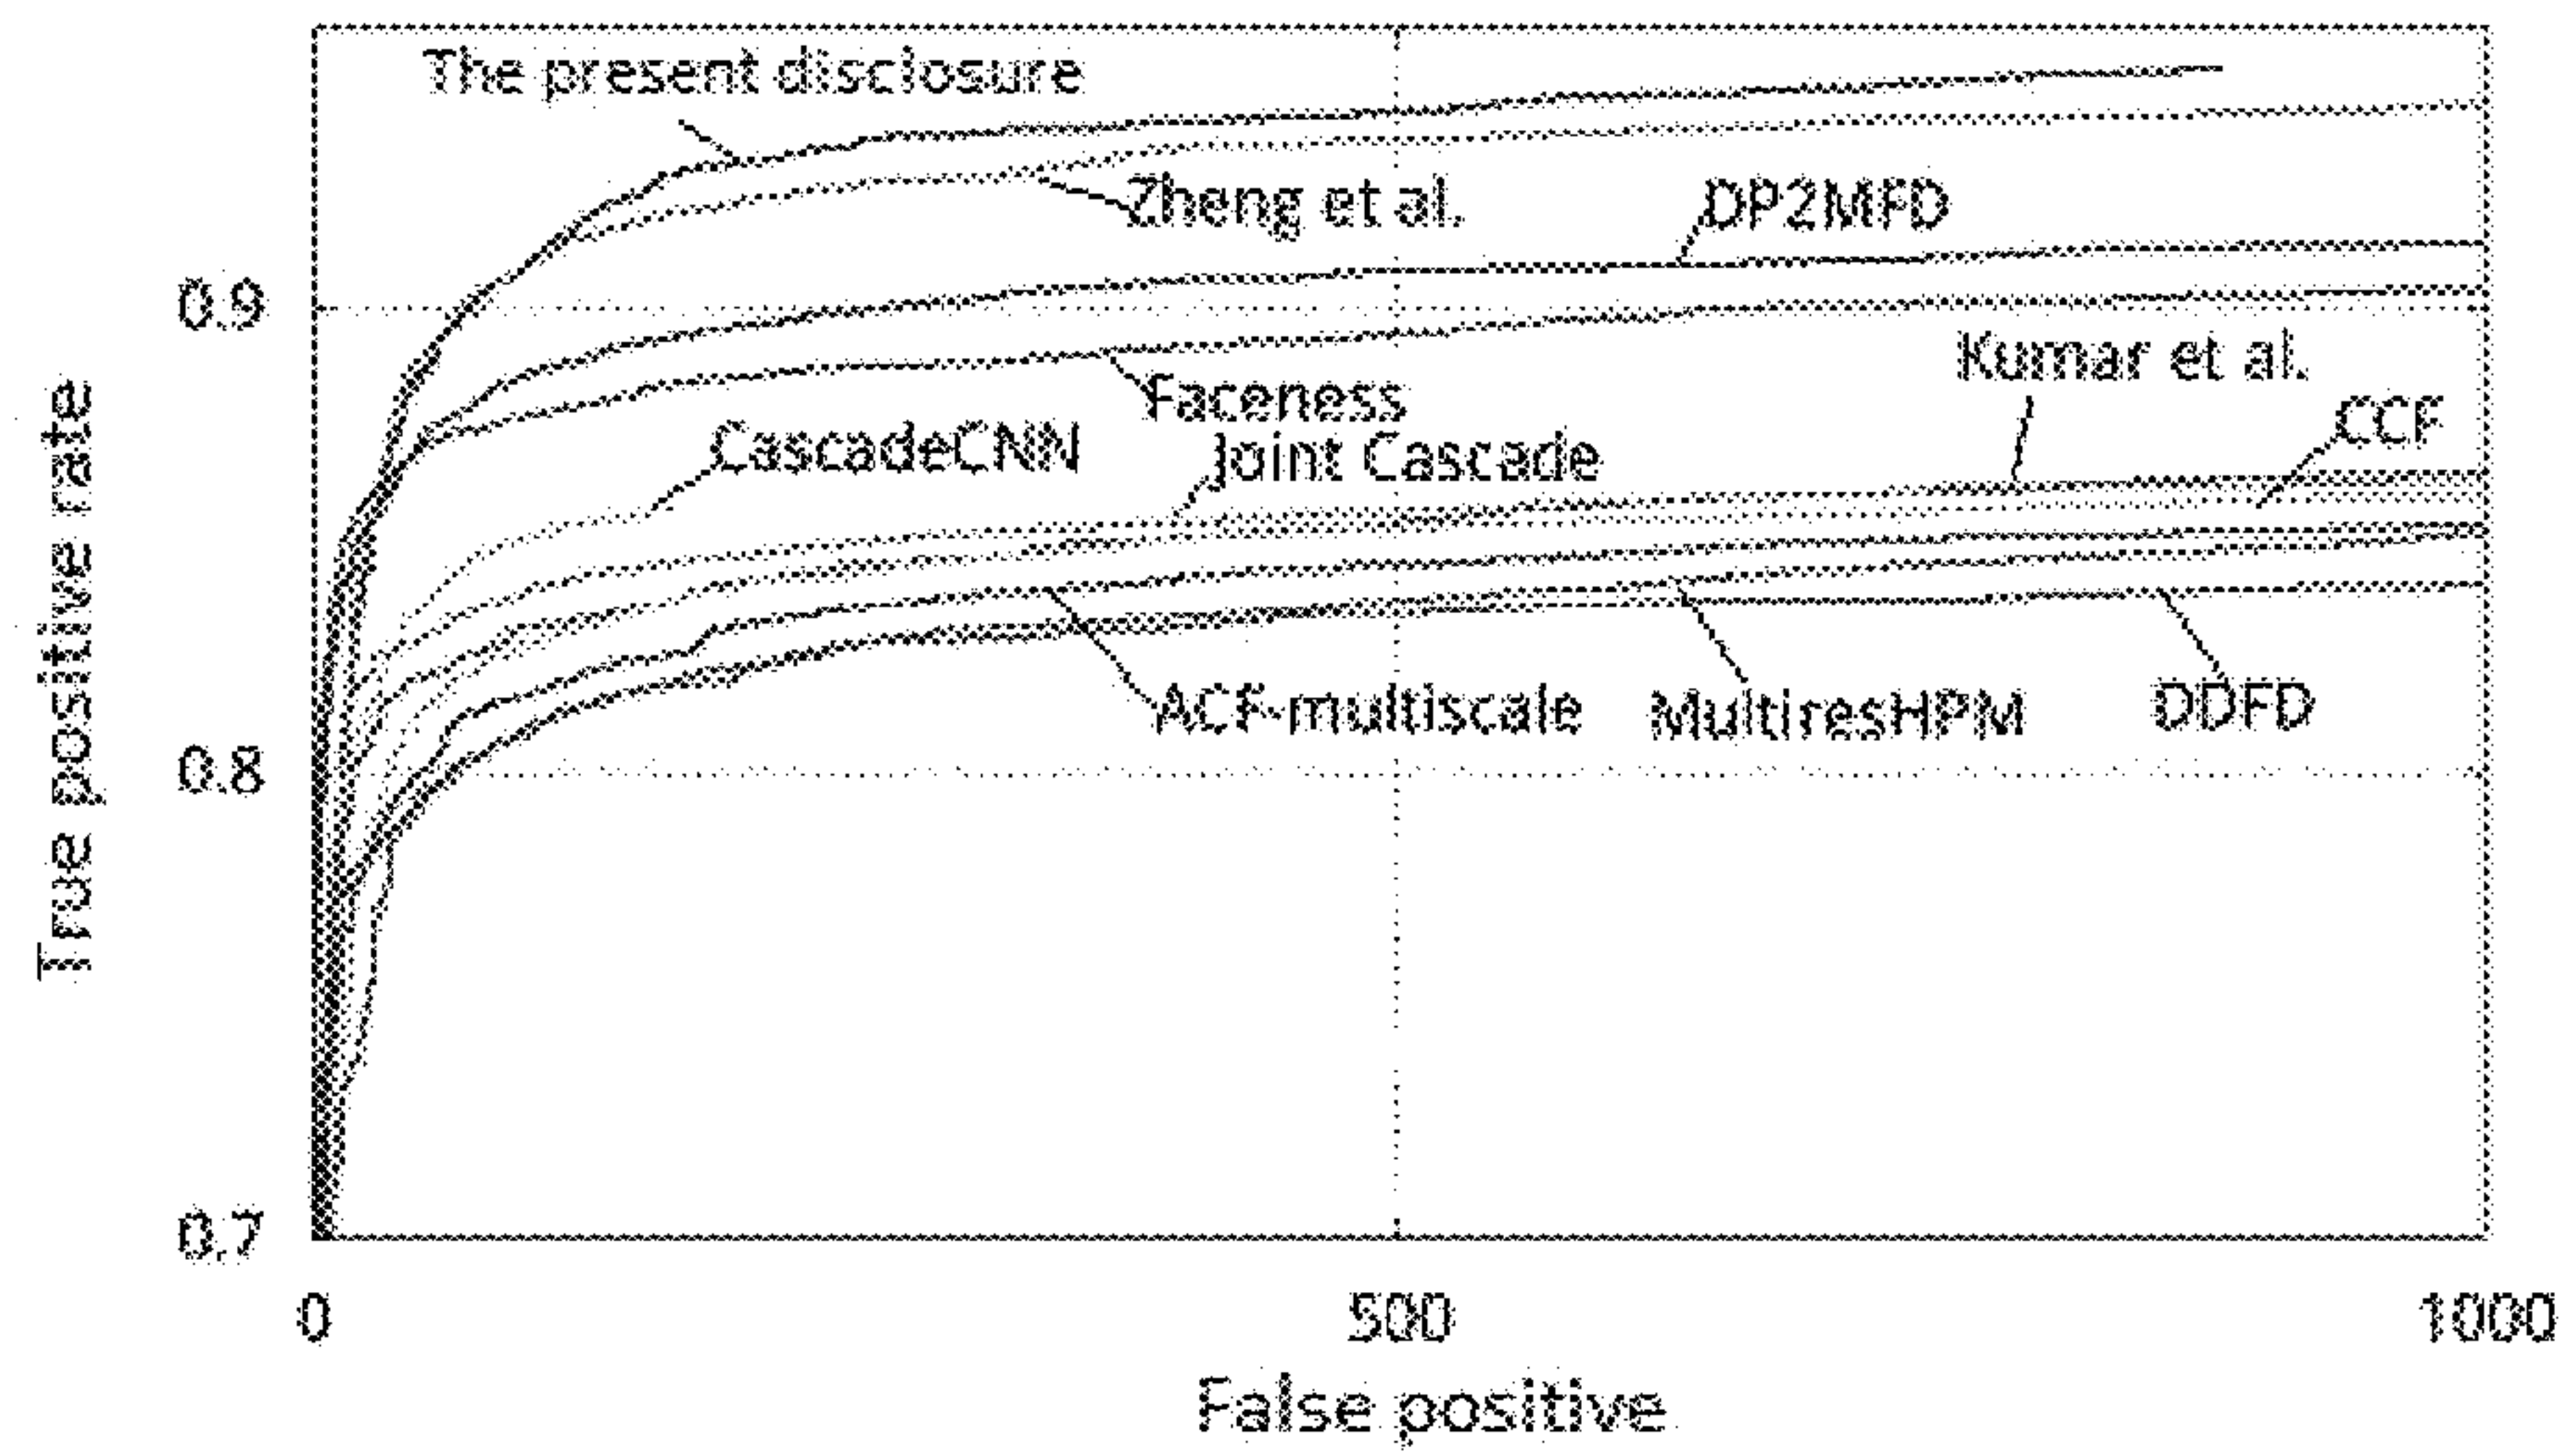 The present disclosure
Zheng et al.
DP2MFD
0.9
Kumar et al.
Faceness
CCF
CascadeCNN
Joint Cascade
True positive rate
ACF-multiscale
MultiresHPM
DDFD
0.8
0.7
0
500
1000
False positive